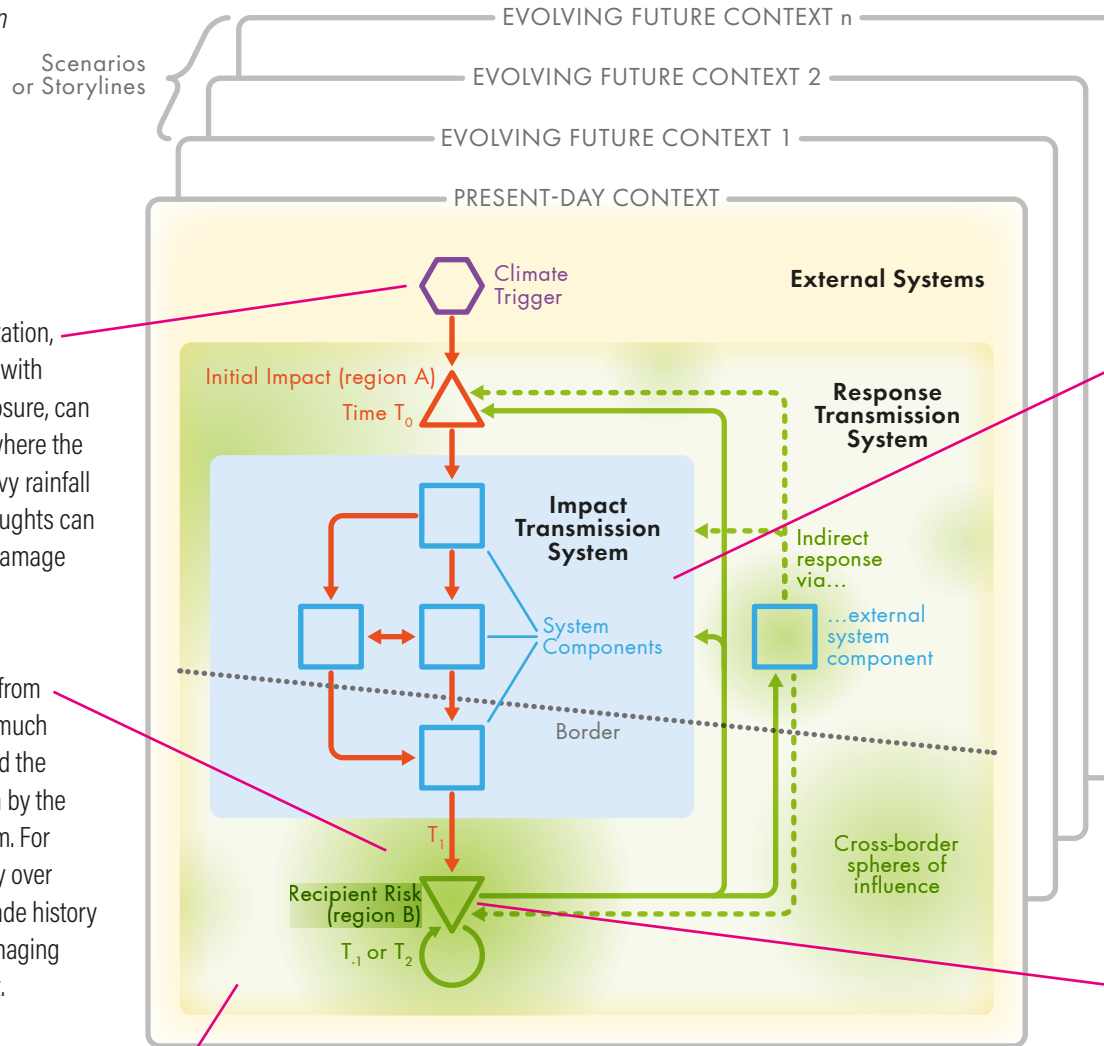 n
EVOLVING FUTURE CONTEXT n
Scenarios
or Storylines
EVOLVING FUTURE CONTEXT 2
EVOLVING FUTURE CONTEXT 1
PRESENT-DAY CONTEXT
Climate
Trigger
External Systems
ation,
with
osure, can
where the
vy rainfall
ughts can
amage
Initial Impact (region A)
Time T₀
Response
Transmission
System
Impact
Transmission
System
Indirect
response
via...
System
Components
...external
system
component
from
much
d the
by the
m. For
y over
ade history
naging
Border
T₁
Cross-border
spheres of
influence
Recipient Risk
(region B)
T₋₁ or T₂